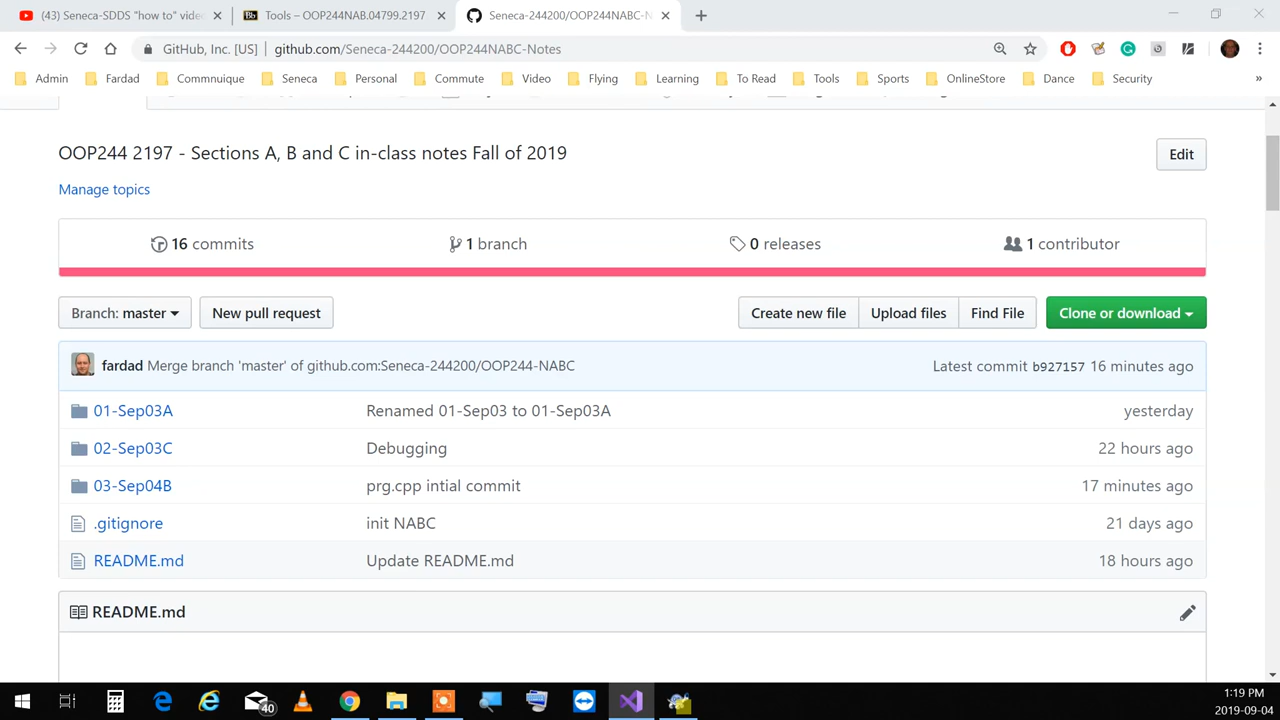 (43) Seneca-SDDS "how to" vide
Tools – OOP244NAB.04799.2197
Seneca-244200/OOP244NABC-N
GitHub, Inc. [US] | github.com/Seneca-244200/OOP244NABC-Notes
Admin Fardad Commnuique Seneca Personal Commute Video Flying Learning To Read Tools Sports OnlineStore Dance Security »
OOP244 2197 - Sections A, B and C in-class notes Fall of 2019
Edit
Manage topics
16 commits 1 branch 0 releases 1 contributor
Branch: master New pull request Create new file Upload files Find File Clone or download
fardad Merge branch 'master' of github.com:Seneca-244200/OOP244-NABC Latest commit b927157 16 minutes ago
01-Sep03A Renamed 01-Sep03 to 01-Sep03A yesterday
02-Sep03C Debugging 22 hours ago
03-Sep04B prg.cpp intial commit 17 minutes ago
.gitignore init NABC 21 days ago
README.md Update README.md 18 hours ago
README.md
40
1:19 PM
2019-09-04